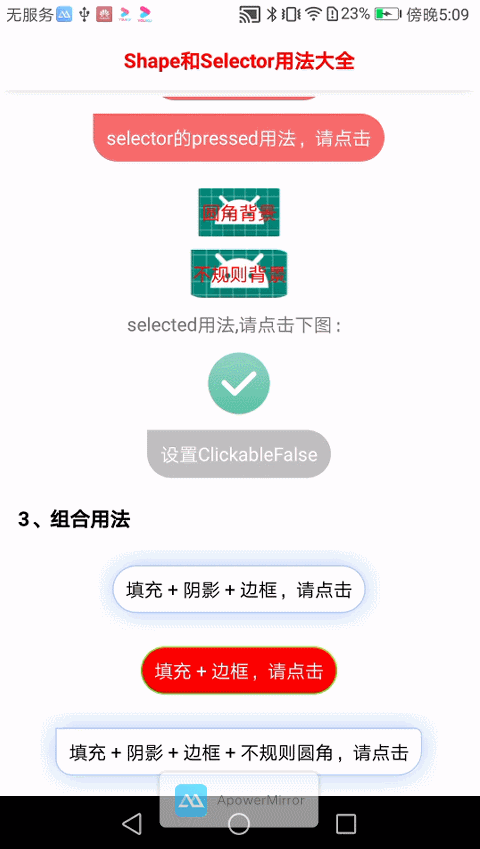 无服务 23% 傍晚5:09
Shape和Selector用法大全
selector的pressed用法，请点击
圆角背景
不规则背景
selected用法,请点击下图：
设置ClickableFalse
3、组合用法
填充 + 阴影 + 边框，请点击
填充 + 边框，请点击
填充 + 阴影 + 边框 + 不规则圆角，请点击
ApowerMirror